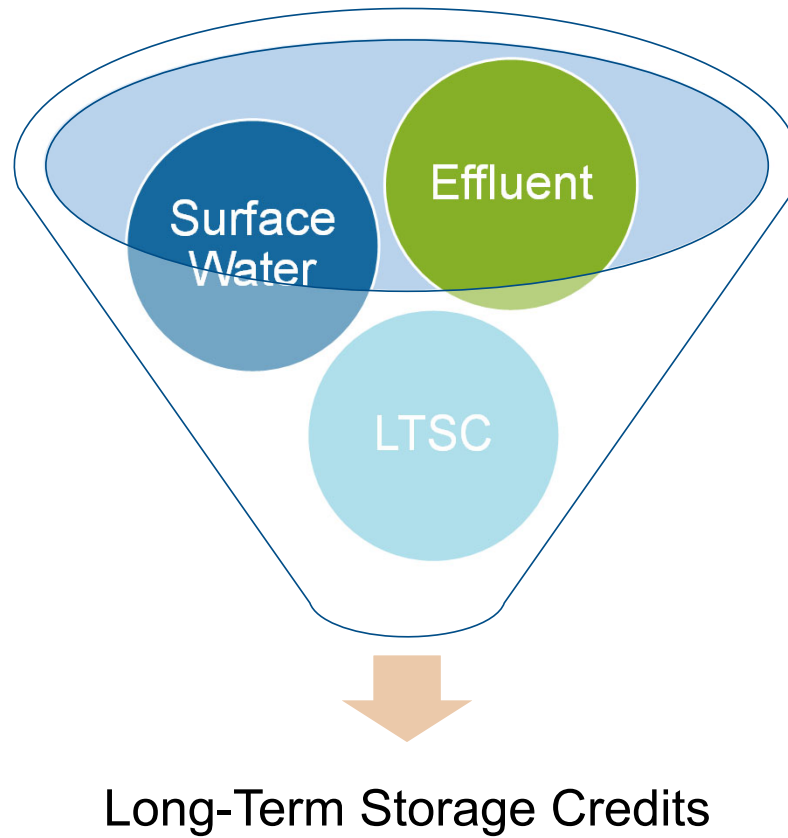 Effluent
Surface
Water
LTSC
Long-Term Storage Credits